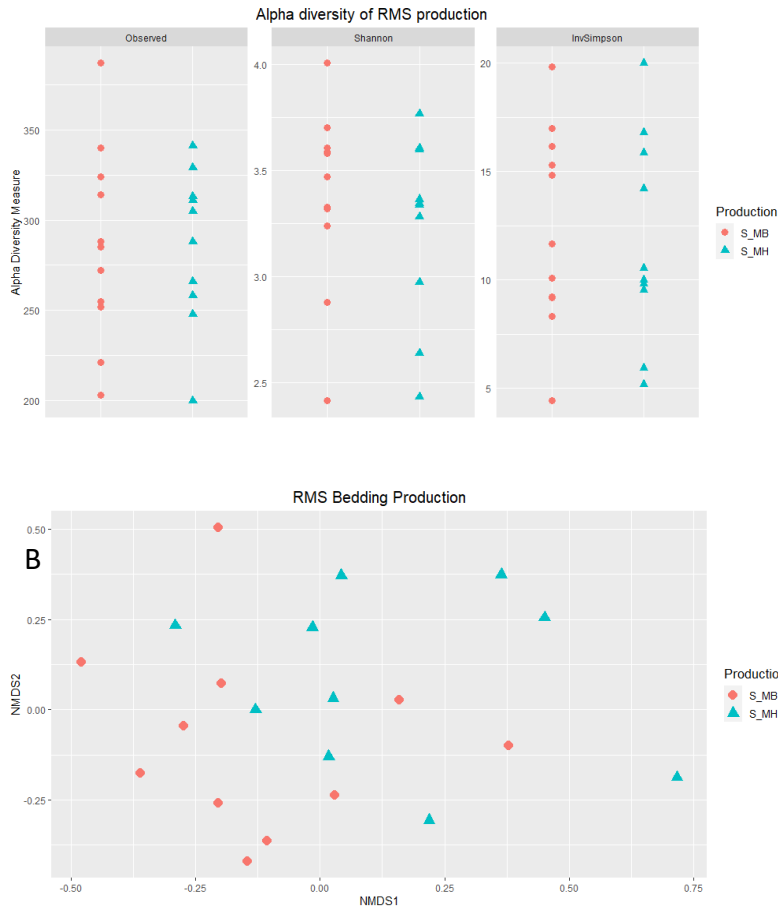 Alpha diversity of RMS production
Observed
Shannon
InvSimpson
Alpha Diversity Measure
350
300
250
200
4.0
3.5
3.0
2.5
20
15
10
5
Production
S_MB
S_MH
RMS Bedding Production
B
NMDS2
0.50
0.25
0.00
-0.25
-0.50
-0.25
0.00
0.25
0.50
0.75
NMDS1
Productio
S_MB
S_MH